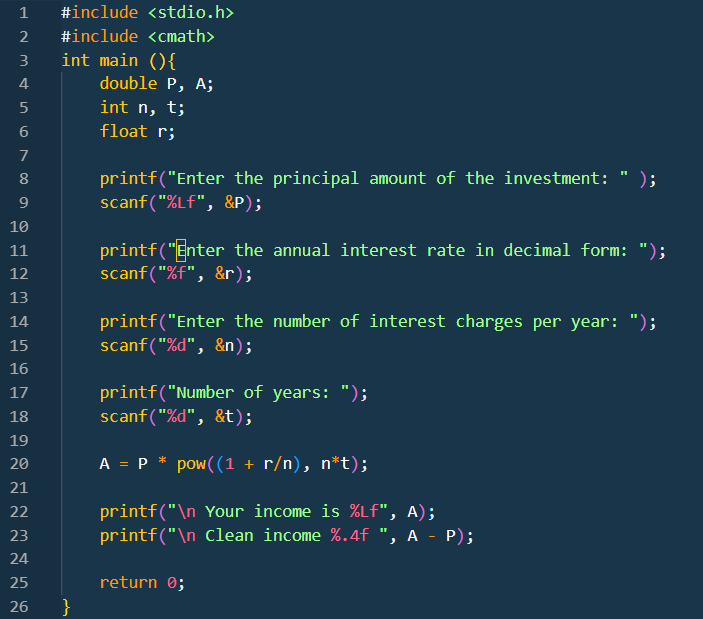 1 #include <stdio.h>
2 #include <cmath>
3 int main (){
4     double P, A;
5     int n, t;
6     float r;
7
8     printf("Enter the principal amount of the investment: " );
9     scanf("%Lf", &P);
10
11     printf("Enter the annual interest rate in decimal form: ");
12     scanf("%f", &r);
13
14     printf("Enter the number of interest charges per year: ");
15     scanf("%d", &n);
16
17     printf("Number of years: ");
18     scanf("%d", &t);
19
20     A = P * pow((1 + r/n), n*t);
21
22     printf("\n Your income is %Lf", A);
23     printf("\n Clean income %.4f ", A - P);
24
25     return 0;
26 }